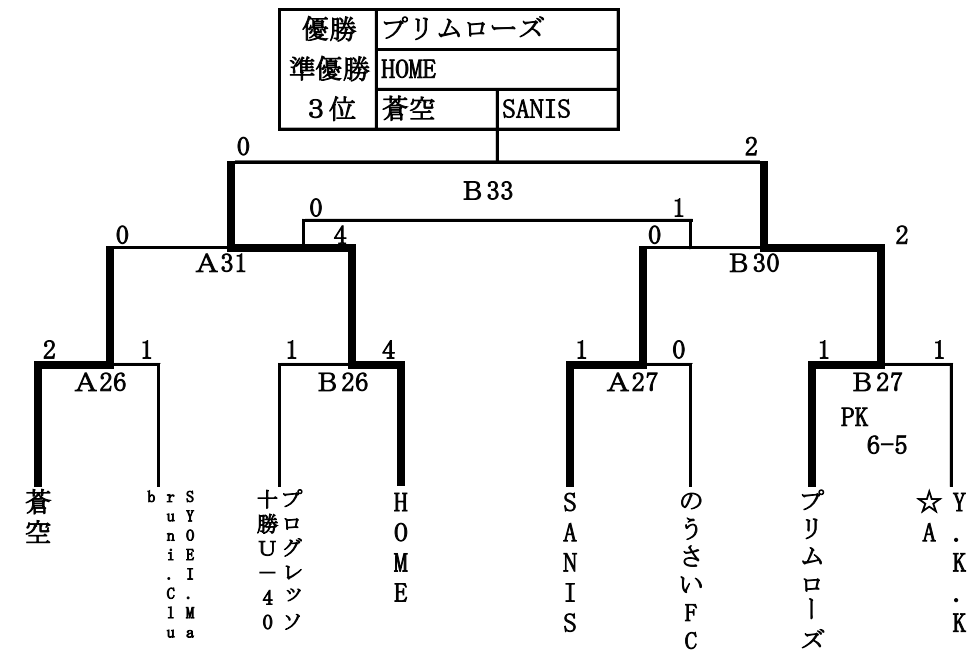 優勝 プリムローズ
準優勝 HOME
３位 蒼空 SANIS
0 2
Ｂ33
0 1
0 4 0 2
Ａ31 Ｂ30
2 1 1 4 1 0 1 1
Ａ26 Ｂ26 Ａ27 Ｂ27
PK
6-5
蒼空
SYOEI.Ma
runi.Clu
b
プログレッソ
十勝Ｕ－40
HOME
SANIS
のうさいFC
プリムローズ
Y.K.K
☆A